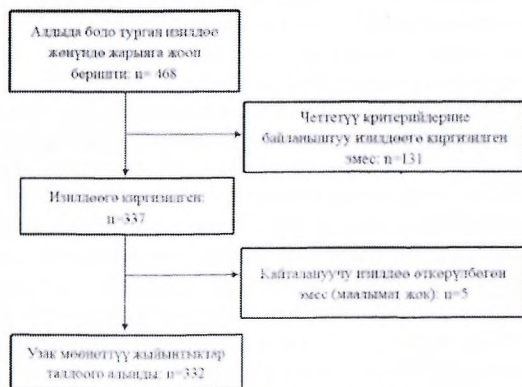 Алдыда боло турган изилдөө
жөнүндө жарыяга жооп
беришти: n= 468
Четтетүү критерийлерине
байланыштуу изилдөөгө киргизилген
эмес: n=131
Изилдөөгө киргизилген:
n=337
Кайталануучу изилдөө өткөрүлбөгөн
эмес (маалымат жок): n=5
Узак мөөнөттүү жыйынтыктар
талдоого алынды: n=332